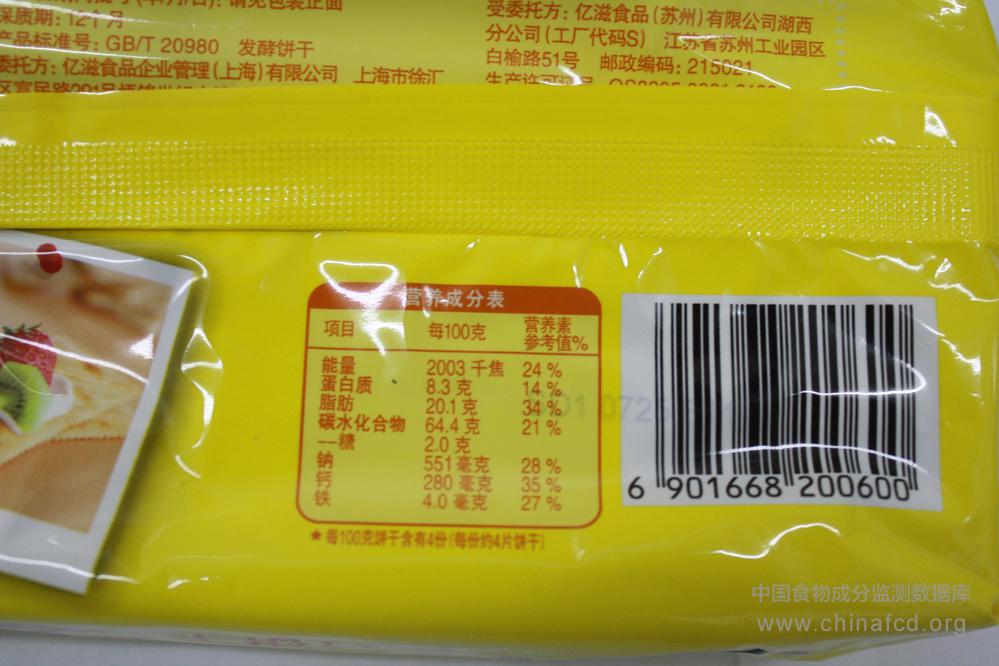 请见包装正面
保质期: 12个月
产品标准号: GB/T 20980 发酵饼干
委托方: 亿滋食品企业管理(上海)有限公司 上海市徐汇
受委托方: 亿滋食品(苏州)有限公司湖西
分公司(工厂代码S) 江苏省苏州工业园区
白榆路51号 邮政编码: 215021
营养成分表
项目 每100克 营养素参考值%
能量 2003 千焦 24 %
蛋白质 8.3 克 14 %
脂肪 20.1 克 34 %
碳水化合物 64.4 克 21 %
--糖 2.0 克
钠 551 毫克 28 %
钙 280 毫克 35 %
铁 4.0 毫克 27 %
★ 每100克饼干含有4份(每份约4片饼干)
6 901668 200600
中国食物成分监测数据库
www.chinafcd.org